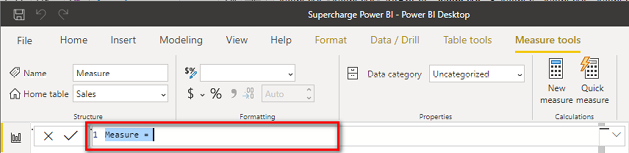 Supercharge Power BI - Power BI Desktop
File Home Insert Modeling View Help Format Data / Drill Table tools Measure tools
Name Measure
Home table Sales
$% 
$ % 9 .00 Auto
Data category Uncategorized
New measure
Quick measure
Structure Formatting Properties Calculations
1 Measure =